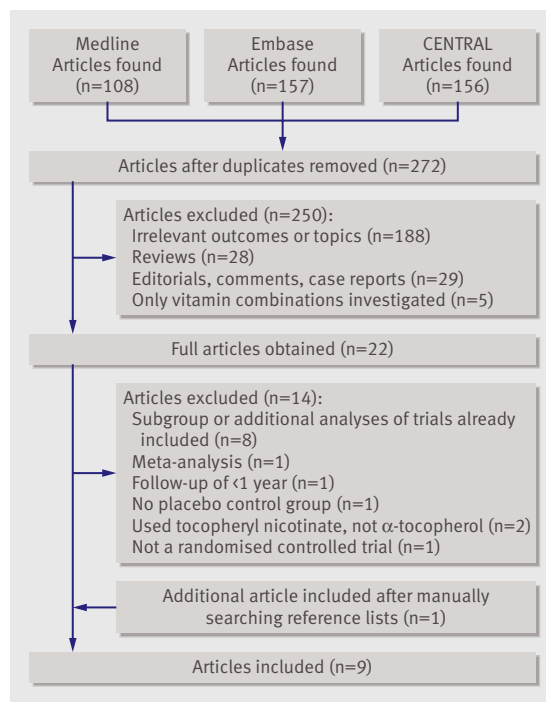 Medline
Articles found
(n=108)
Embase
Articles found
(n=157)
CENTRAL
Articles found
(n=156)
Articles after duplicates removed (n=272)
Articles excluded (n=250):
Irrelevant outcomes or topics (n=188)
Reviews (n=28)
Editorials, comments, case reports (n=29)
Only vitamin combinations investigated (n=5)
Full articles obtained (n=22)
Articles excluded (n=14):
Subgroup or additional analyses of trials already
included (n=8)
Meta-analysis (n=1)
Follow-up of <1 year (n=1)
No placebo control group (n=1)
Used tocopheryl nicotinate, not α-tocopherol (n=2)
Not a randomised controlled trial (n=1)
Additional article included after manually
searching reference lists (n=1)
Articles included (n=9)